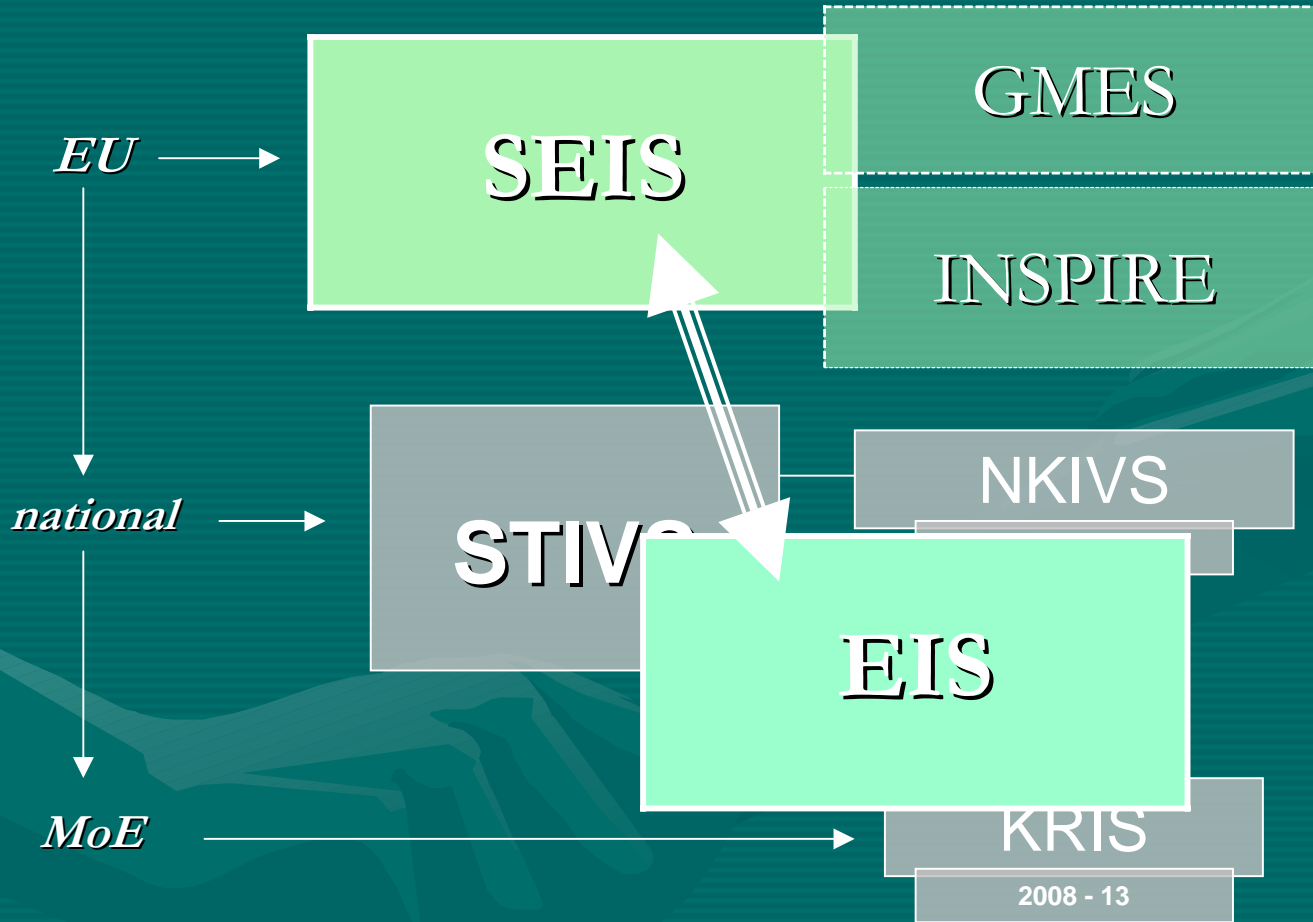 GMES
EU
SEIS
INSPIRE
NKIVS
national
EIS
MoE
KRIS
2008 - 13